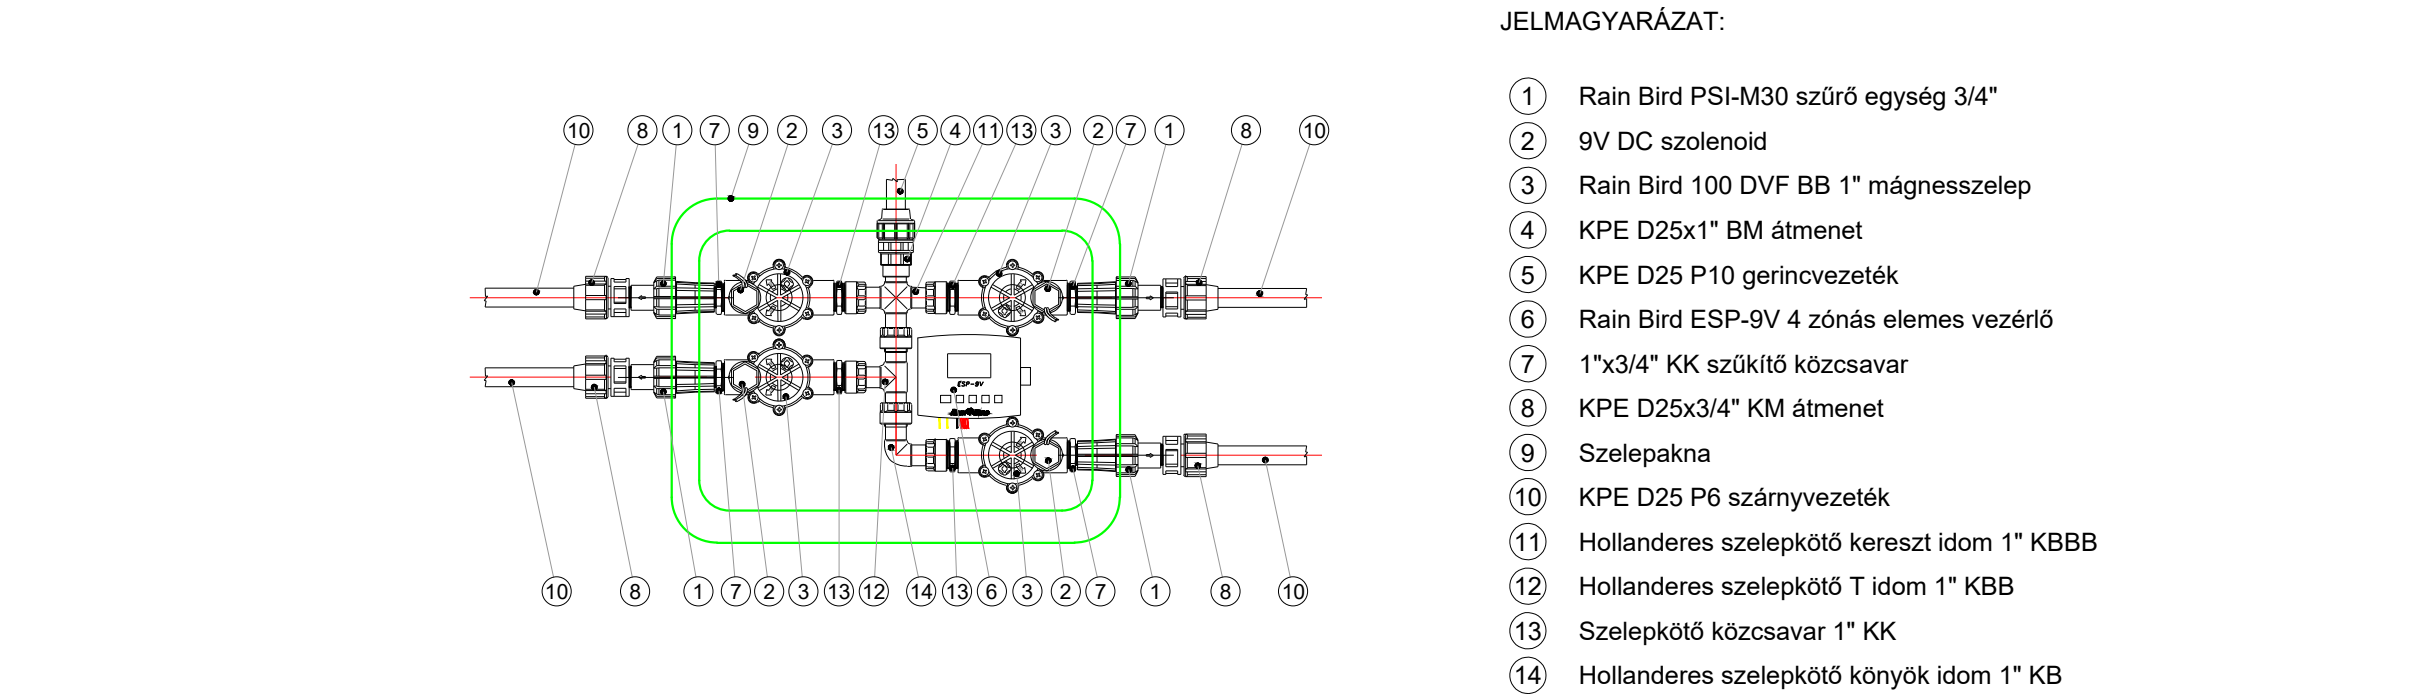 JELMAGYARÁZAT:
10 8 1 7 9 2 3 13 5 4 11 13 3 2 7 1 8 10
ESP-9V
10 8 1 7 2 3 13 12 14 13 6 3 2 7 1 8 10
1 Rain Bird PSI-M30 szűrő egység 3/4"
2 9V DC szolenoid
3 Rain Bird 100 DVF BB 1" mágnesszelep
4 KPE D25x1" BM átmenet
5 KPE D25 P10 gerincvezeték
6 Rain Bird ESP-9V 4 zónás elemes vezérlő
7 1"x3/4" KK szűkítő közcsavar
8 KPE D25x3/4" KM átmenet
9 Szelepakna
10 KPE D25 P6 szárnyvezeték
11 Hollanderes szelepkötő kereszt idom 1" KBBB
12 Hollanderes szelepkötő T idom 1" KBB
13 Szelepkötő közcsavar 1" KK
14 Hollanderes szelepkötő könyök idom 1" KB